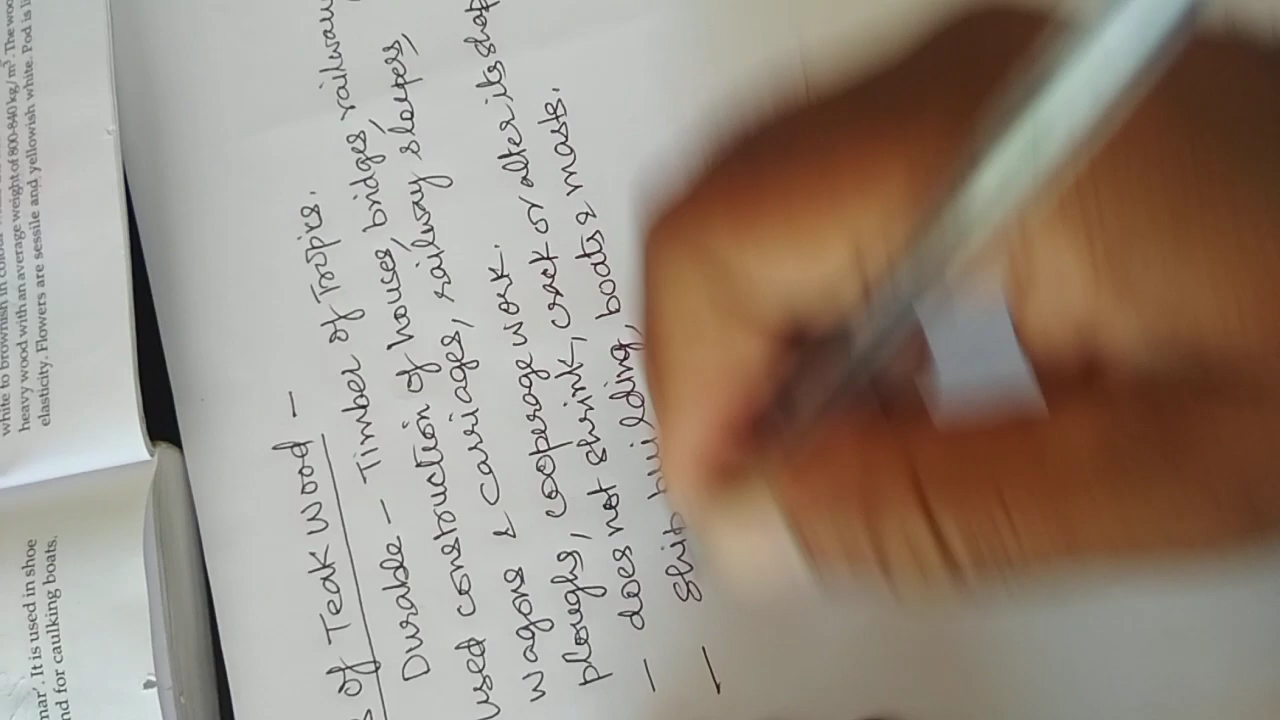 white to brownish in colour
heavy wood with an average weight of 800-840 kg/m³. The woo
elasticity. Flowers are sessile and yellowish white. Pod is li
nar'. It is used in shoe
nd for caulking boats.
s of Teak Wood -
Durable - Timber of Tropics.
used construction of houses, bridges, railway
wagons & carriages, railway sleepers,
ploughs, cooperage work.
- does not shrink, crack or alter its shap
- Ship building, boats & masts.